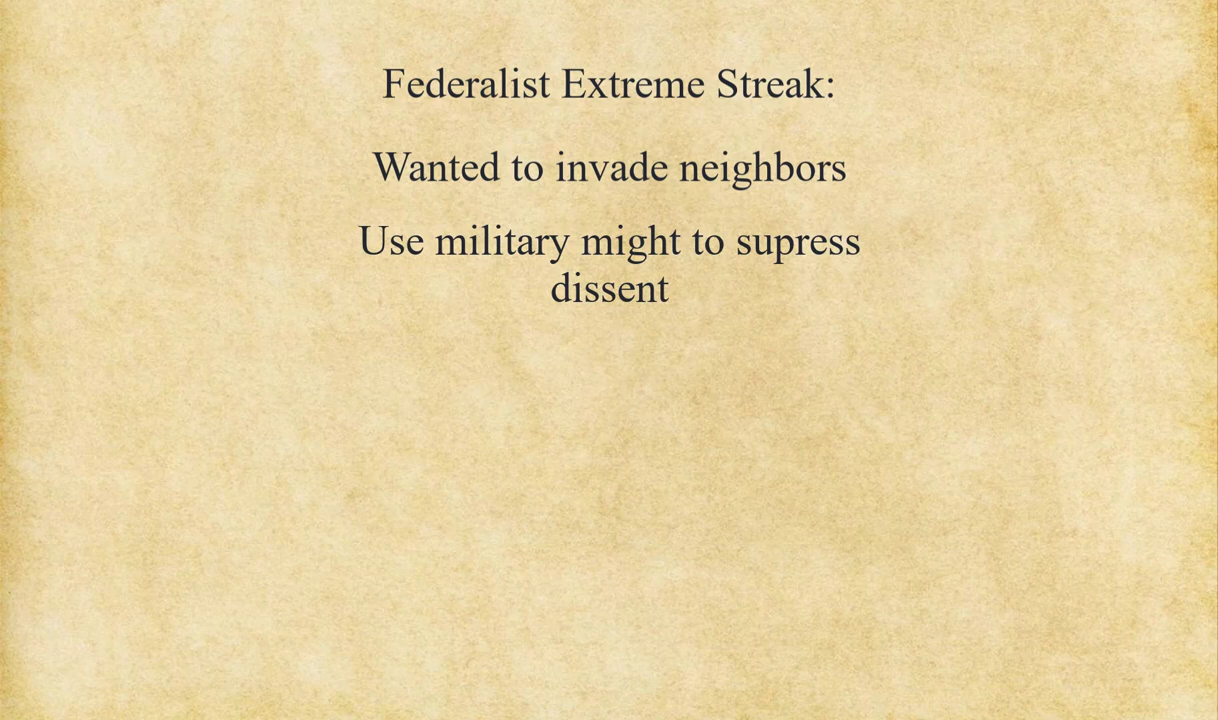 Federalist Extreme Streak:
Wanted to invade neighbors
Use military might to supress
dissent